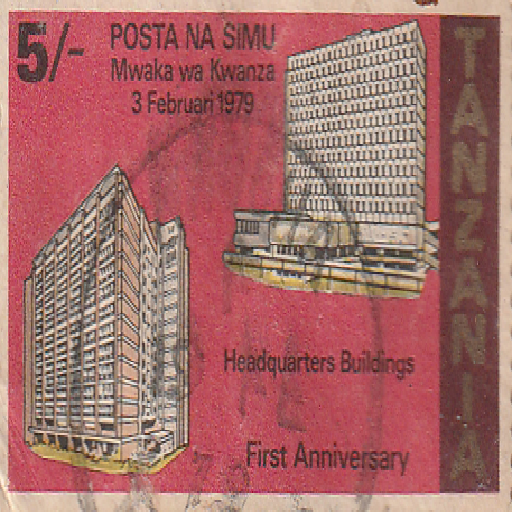 5/-
POSTA NA SIMU
Mwaka wa Kwanza
3 Februari 1979
TANZANIA
Headquarters Buildings
First Anniversary